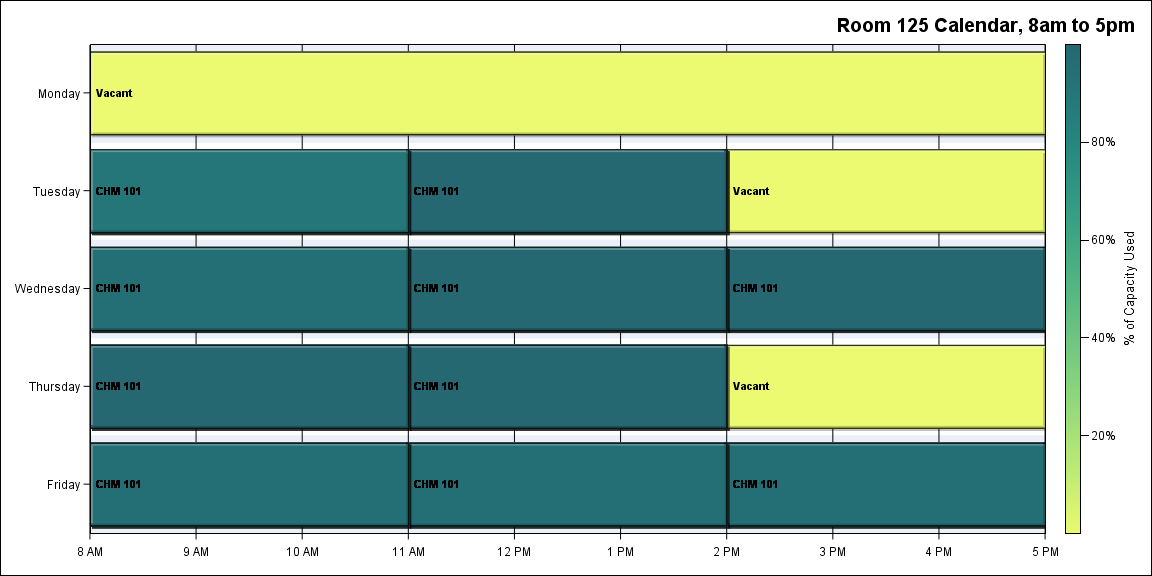 Room 125 Calendar, 8am to 5pm
Monday
Vacant
Tuesday
CHM 101
CHM 101
Vacant
Wednesday
CHM 101
CHM 101
CHM 101
Thursday
CHM 101
CHM 101
Vacant
Friday
CHM 101
CHM 101
CHM 101
8 AM
9 AM
10 AM
11 AM
12 PM
1 PM
2 PM
3 PM
4 PM
5 PM
80%
60%
40%
20%
% of Capacity Used